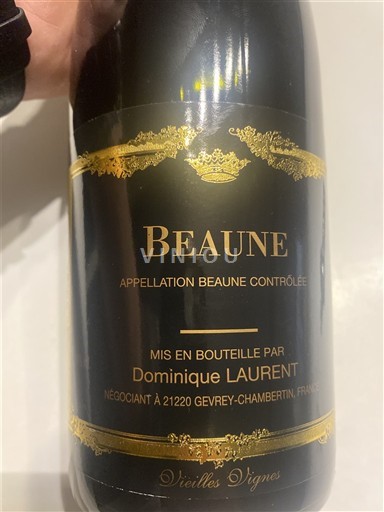 BEAUNE
VINIOU
APPELLATION BEAUNE CONTRÔLÉE
MIS EN BOUTEILLE PAR
Dominique LAURENT
NÉGOCIANT À 21220 GEVREY-CHAMBERTIN, FRANCE
Vieilles Vignes